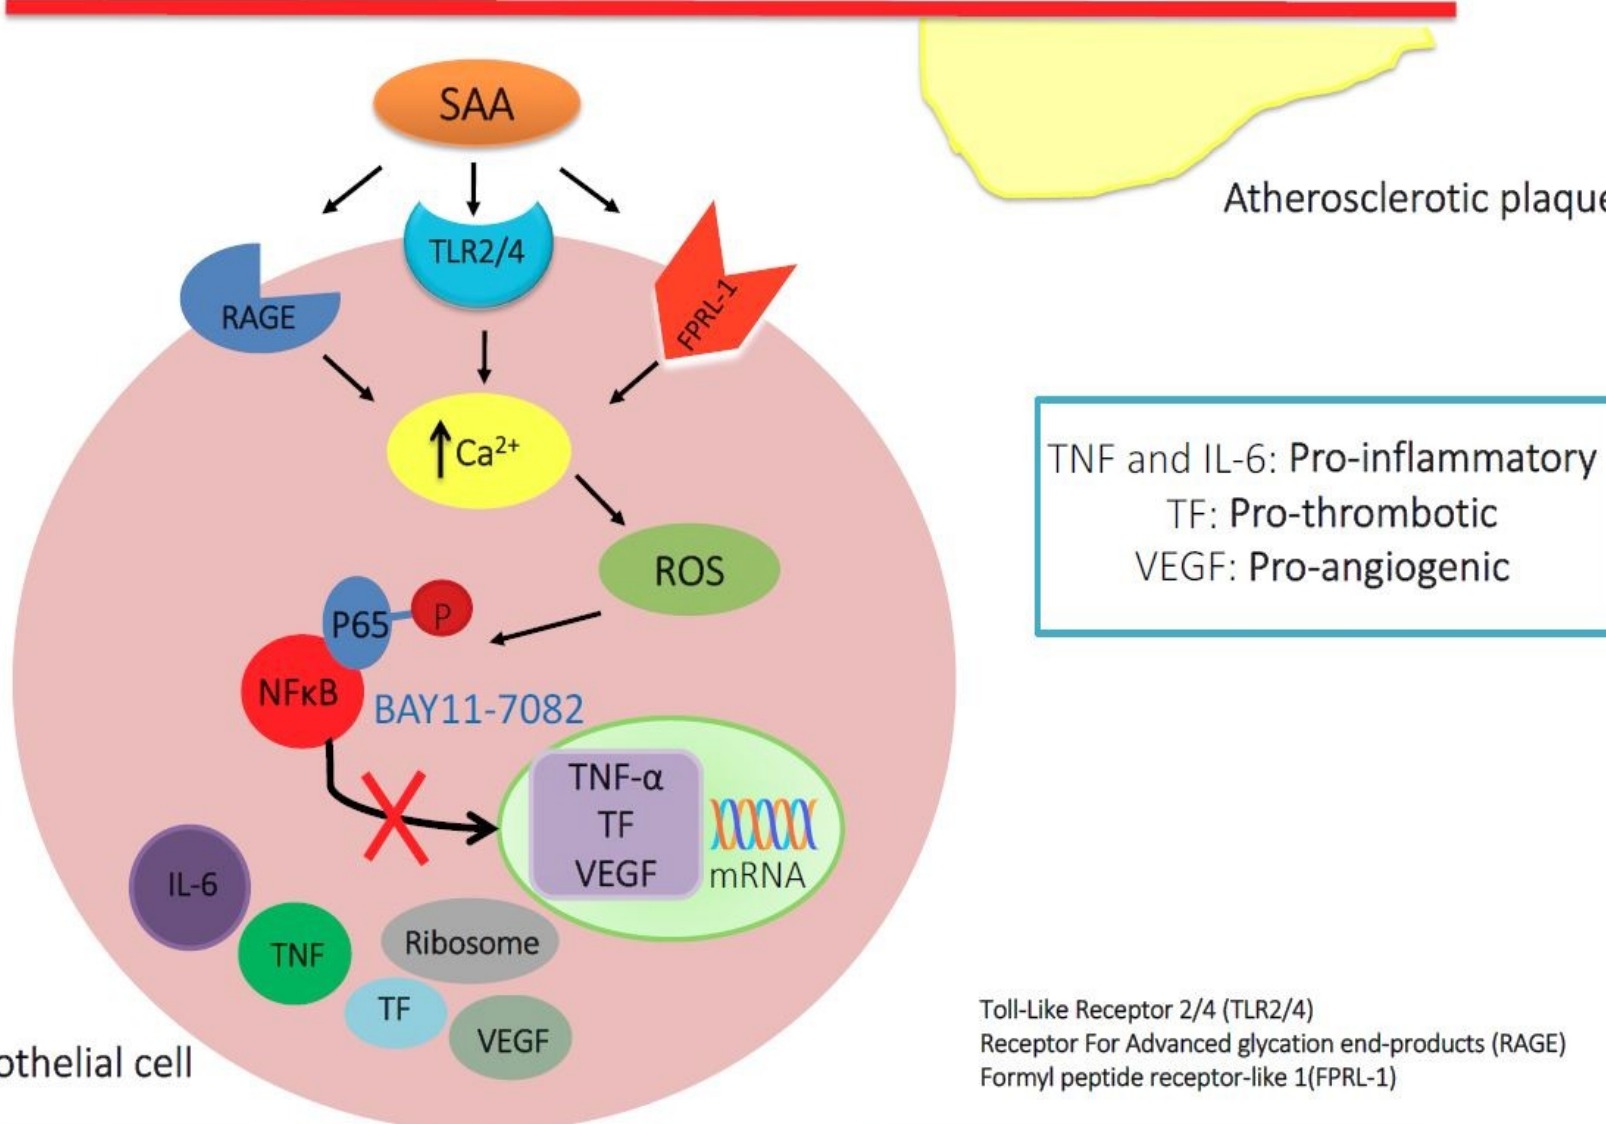 SAA
Atherosclerotic plaque
TLR2/4
RAGE
FPRL-1
↑Ca²⁺
TNF and IL-6: Pro-inflammatory
TF: Pro-thrombotic
VEGF: Pro-angiogenic
ROS
P65
P
NFκB
BAY11-7082
TNF-α
TF
VEGF
mRNA
IL-6
TNF
Ribosome
TF
VEGF
othelial cell
Toll-Like Receptor 2/4 (TLR2/4)
Receptor For Advanced glycation end-products (RAGE)
Formyl peptide receptor-like 1(FPRL-1)